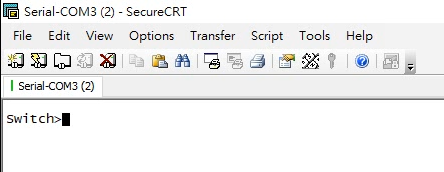 Serial-COM3 (2) - SecureCRT
File Edit View Options Transfer Script Tools Help
Serial-COM3 (2)
Switch>